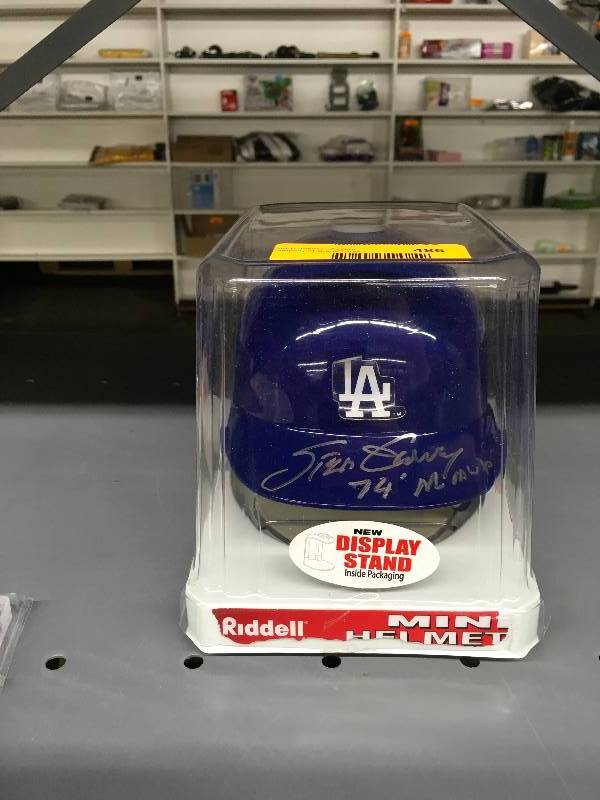 LA
Steve Garvey
74' NL MVP
NEW
DISPLAY
STAND
Inside Packaging
Riddell
MINI
HELMET